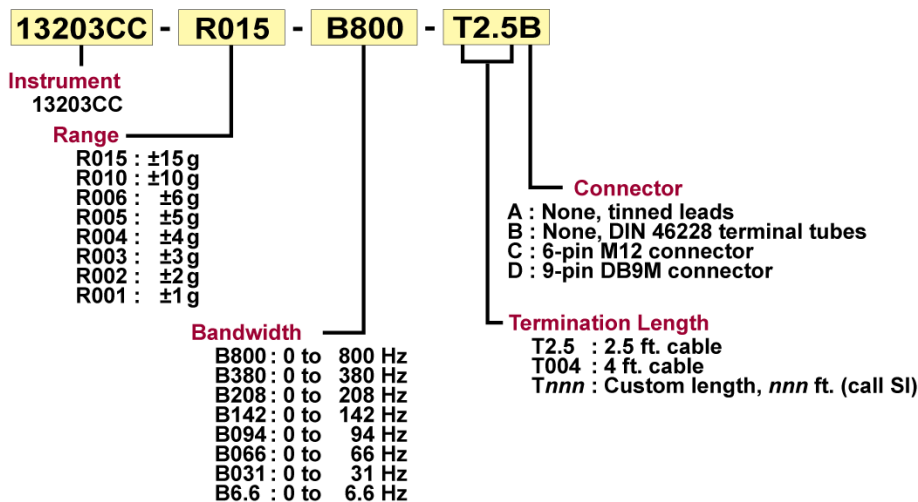 13203CC - R015 - B800 - T2.5B
Instrument
13203CC
Range
R015 : ±15 g
R010 : ±10 g
R006 : ±6 g
R005 : ±5 g
R004 : ±4 g
R003 : ±3 g
R002 : ±2 g
R001 : ±1 g
Bandwidth
B800 : 0 to 800 Hz
B380 : 0 to 380 Hz
B208 : 0 to 208 Hz
B142 : 0 to 142 Hz
B094 : 0 to 94 Hz
B066 : 0 to 66 Hz
B031 : 0 to 31 Hz
B6.6 : 0 to 6.6 Hz
Connector
A : None, tinned leads
B : None, DIN 46228 terminal tubes
C : 6-pin M12 connector
D : 9-pin DB9M connector
Termination Length
T2.5 : 2.5 ft. cable
T004 : 4 ft. cable
Tnnn : Custom length, nnn ft. (call SI)